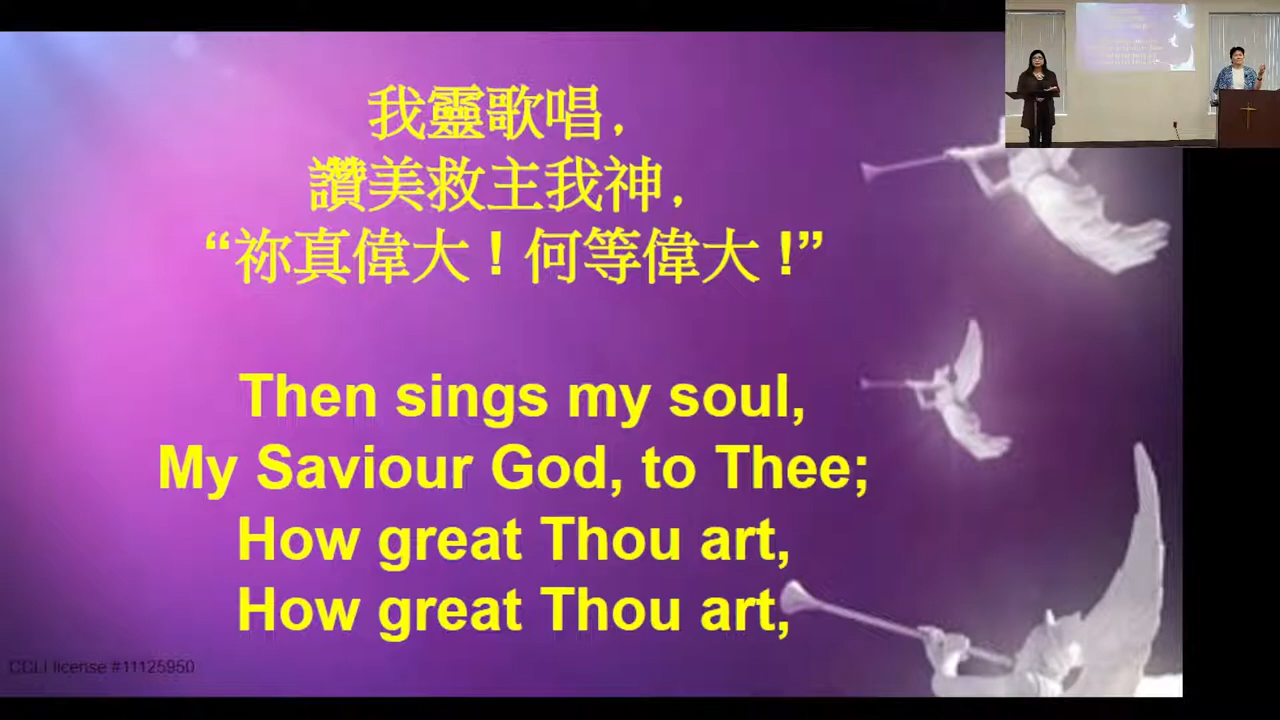 我靈歌唱，
讚美救主我神，
“祢真偉大！何等偉大！”
Then sings my soul,
My Saviour God, to Thee;
How great Thou art,
How great Thou art,
CCLI license #11125950